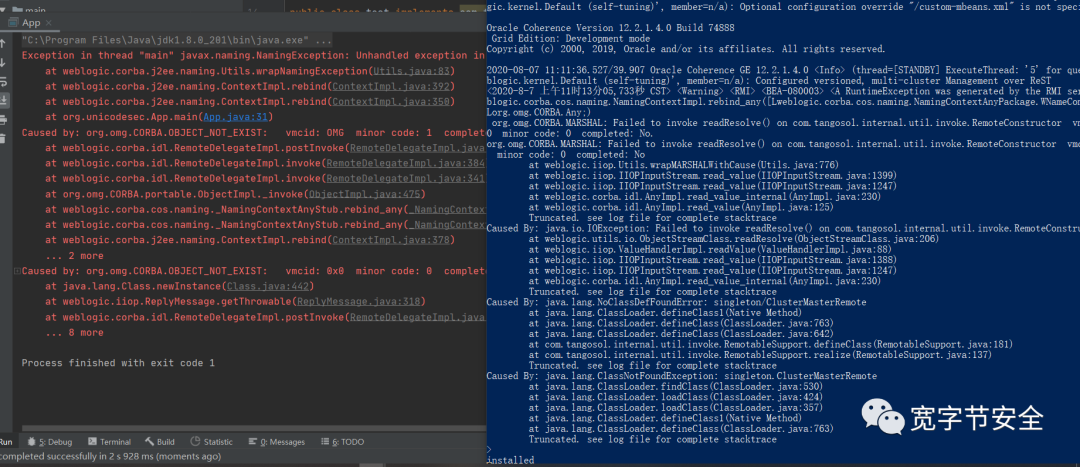 main
App ×
"C:\Program Files\Java\jdk1.8.0_201\bin\java.exe" ...
Exception in thread "main" javax.naming.NamingException: Unhandled exception in
at weblogic.corba.j2ee.naming.Utils.wrapNamingException(Utils.java:83)
at weblogic.corba.j2ee.naming.ContextImpl.rebind(ContextImpl.java:392)
at weblogic.corba.j2ee.naming.ContextImpl.rebind(ContextImpl.java:350)
at org.unicodesec.App.main(App.java:31)
Caused by: org.omg.CORBA.OBJECT_NOT_EXIST:   vmcid: OMG  minor code: 1  complet
at weblogic.corba.idl.RemoteDelegateImpl.postInvoke(RemoteDelegateImpl.java
at weblogic.corba.idl.RemoteDelegateImpl.invoke(RemoteDelegateImpl.java:384
at weblogic.corba.idl.RemoteDelegateImpl.invoke(RemoteDelegateImpl.java:341
at org.omg.CORBA.portable.ObjectImpl._invoke(ObjectImpl.java:475)
at weblogic.corba.cos.naming._NamingContextAnyStub.rebind_any(_NamingContex
at weblogic.corba.cos.naming._NamingContextAnyStub.rebind_any(_NamingContex
at weblogic.corba.j2ee.naming.ContextImpl.rebind(ContextImpl.java:378)
... 2 more
Caused by: org.omg.CORBA.OBJECT_NOT_EXIST:   vmcid: 0x0  minor code: 0  complet
at java.lang.Class.newInstance(Class.java:442)
at weblogic.iiop.ReplyMessage.getThrowable(ReplyMessage.java:318)
at weblogic.corba.idl.RemoteDelegateImpl.postInvoke(RemoteDelegateImpl.java
... 8 more
Process finished with exit code 1
Run 5: Debug Terminal Build Statistic 0: Messages 6: TODO
completed successfully in 2 s 928 ms (moments ago)
gic.kernel.Default (self-tuning)', member=n/a): Optional configuration override "/custom-mbeans.xml" is not speci
Oracle Coherence Version 12.2.1.4.0 Build 74888
Grid Edition: Development mode
Copyright (c) 2000, 2019, Oracle and/or its affiliates. All rights reserved.
2020-08-07 11:11:36.527/39.907 Oracle Coherence GE 12.2.1.4.0 <Info> (thread=[STANDBY] ExecuteThread: '5' for que
blogic.kernel.Default (self-tuning)', member=n/a): Configured versioned, multi-cluster Management over ReST
<2020-8-7 上午11时13分05,733秒 CST> <Warning> <RMI> <BEA-080003> <A RuntimeException was generated by the RMI ser
blogic.corba.cos.naming.NamingContextImpl.rebind_any([Lweblogic.corba.cos.naming.NamingContextAnyPackage.WNameCom
Lorg.omg.CORBA.Any;)
org.omg.CORBA.MARSHAL: Failed to invoke readResolve() on com.tangosol.internal.util.invoke.RemoteConstructor  vmc
0  minor code: 0  completed: No.
org.omg.CORBA.MARSHAL: Failed to invoke readResolve() on com.tangosol.internal.util.invoke.RemoteConstructor  vmc
minor code: 0  completed: No
at weblogic.iiop.Utils.wrapMARSHALWithCause(Utils.java:776)
at weblogic.iiop.IIOPInputStream.read_value(IIOPInputStream.java:1399)
at weblogic.iiop.IIOPInputStream.read_value(IIOPInputStream.java:1247)
at weblogic.corba.idl.AnyImpl.read_value_internal(AnyImpl.java:230)
at weblogic.corba.idl.AnyImpl.read_value(AnyImpl.java:125)
Truncated. see log file for complete stacktrace
Caused By: java.io.IOException: Failed to invoke readResolve() on com.tangosol.internal.util.invoke.RemoteConstru
at weblogic.utils.io.ObjectStreamClass.readResolve(ObjectStreamClass.java:206)
at weblogic.iiop.ValueHandlerImpl.readValue(ValueHandlerImpl.java:88)
at weblogic.iiop.IIOPInputStream.read_value(IIOPInputStream.java:1388)
at weblogic.iiop.IIOPInputStream.read_value(IIOPInputStream.java:1247)
at weblogic.corba.idl.AnyImpl.read_value_internal(AnyImpl.java:230)
Truncated. see log file for complete stacktrace
Caused By: java.lang.NoClassDefFoundError: singleton/ClusterMasterRemote
at java.lang.ClassLoader.defineClass1(Native Method)
at java.lang.ClassLoader.defineClass(ClassLoader.java:763)
at java.lang.ClassLoader.defineClass(ClassLoader.java:642)
at com.tangosol.internal.util.invoke.RemotableSupport.defineClass(RemotableSupport.java:181)
at com.tangosol.internal.util.invoke.RemotableSupport.realize(RemotableSupport.java:137)
Truncated. see log file for complete stacktrace
Caused By: java.lang.ClassNotFoundException: singleton.ClusterMasterRemote
at java.lang.ClassLoader.findClass(ClassLoader.java:530)
at java.lang.ClassLoader.loadClass(ClassLoader.java:424)
at java.lang.ClassLoader.loadClass(ClassLoader.java:357)
at java.lang.ClassLoader.defineClass1(Native Method)
at java.lang.ClassLoader.defineClass(ClassLoader.java:763)
Truncated. see log file for complete stacktrace
>
installed
宽字节安全